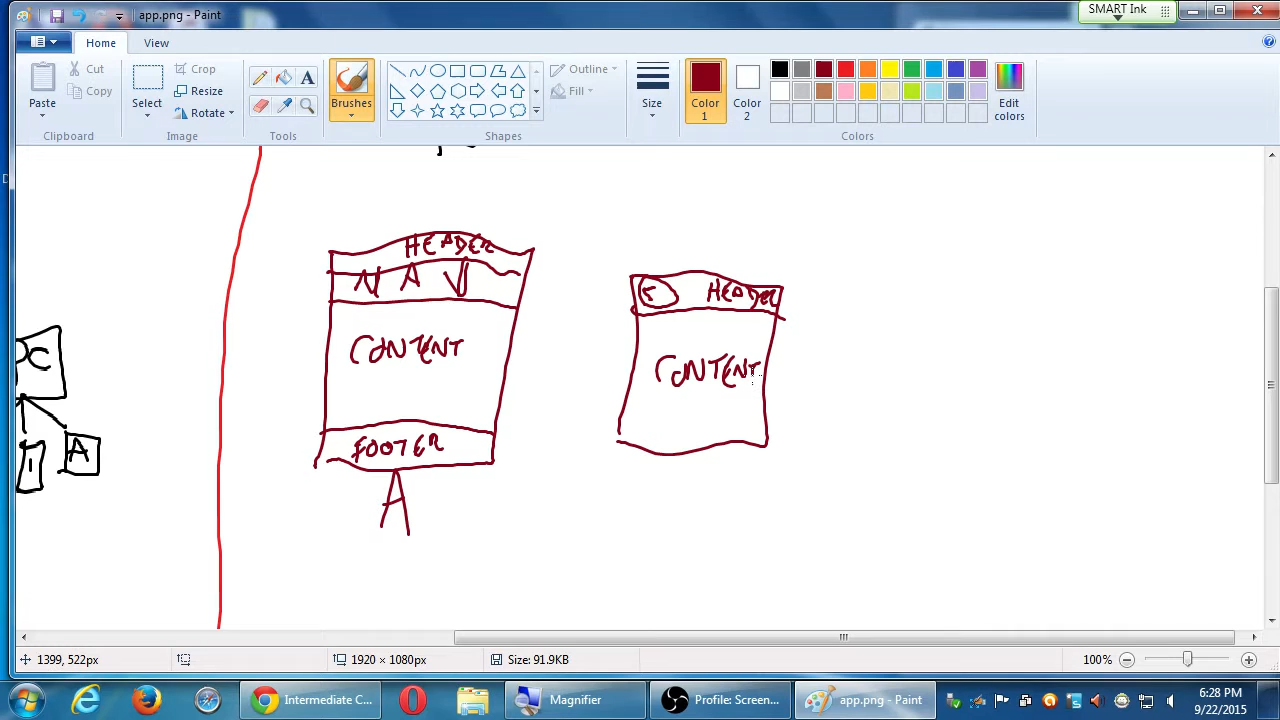 app.png - Paint
SMART Ink
Home
View
Paste
Cut
Copy
Clipboard
Select
Crop
Resize
Rotate
Image
Tools
Brushes
Shapes
Outline
Fill
Size
Color 1
Color 2
Edit colors
Colors
HEADER
NAV
CONTENT
FOOTER
A
HEADER
CONTENT
C
1
A
1399, 522px
1920 × 1080px
Size: 91.9KB
100%
Intermediate C...
Magnifier
Profile: Screen...
app.png - Paint
6:28 PM
9/22/2015